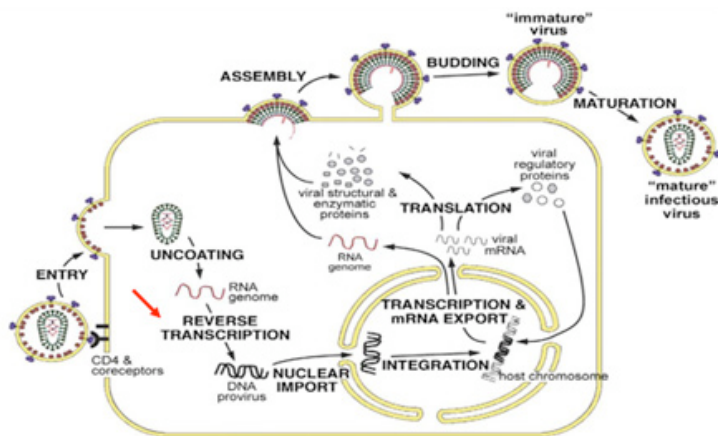 "immature"
virus
BUDDING
ASSEMBLY
MATURATION
"mature"
infectious
virus
viral
regulatory
proteins
viral structural &
enzymatic
proteins
TRANSLATION
viral
mRNA
RNA
genome
UNCOATING
ENTRY
RNA
genome
REVERSE
TRANSCRIPTION
TRANSCRIPTION &
mRNA EXPORT
CD4 &
coreceptors
DNA
provirus
NUCLEAR
IMPORT
INTEGRATION
host chromosome